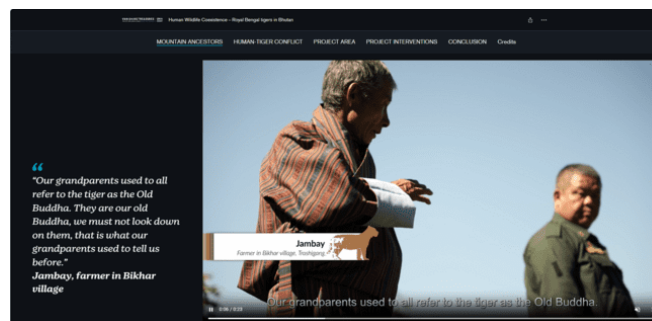 Human Wildlife Coexistence – Royal Bengal tigers in Bhutan
MOUNTAIN ANCESTORS HUMAN-TIGER CONFLICT PROJECT AREA PROJECT INTERVENTIONS CONCLUSION Credits
“Our grandparents used to all
refer to the tiger as the Old
Buddha. They are our old
Buddha, we must not look down
on them, that is what our
grandparents used to tell us
before.”
Jambay, farmer in Bikhar
village
Jambay
Farmer in Bikhar village, Trashigang
Our grandparents used to all refer to the tiger as the Old Buddha.
0:23